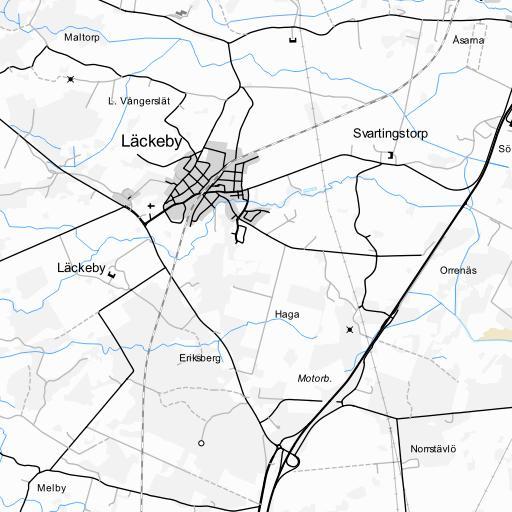 Maltorp
Åsarna
L. Vångerslät
Läckeby
Svartingstorp
Sö
Läckeby
Orrenäs
Haga
Eriksberg
Motorb.
Norrstävlö
Melby